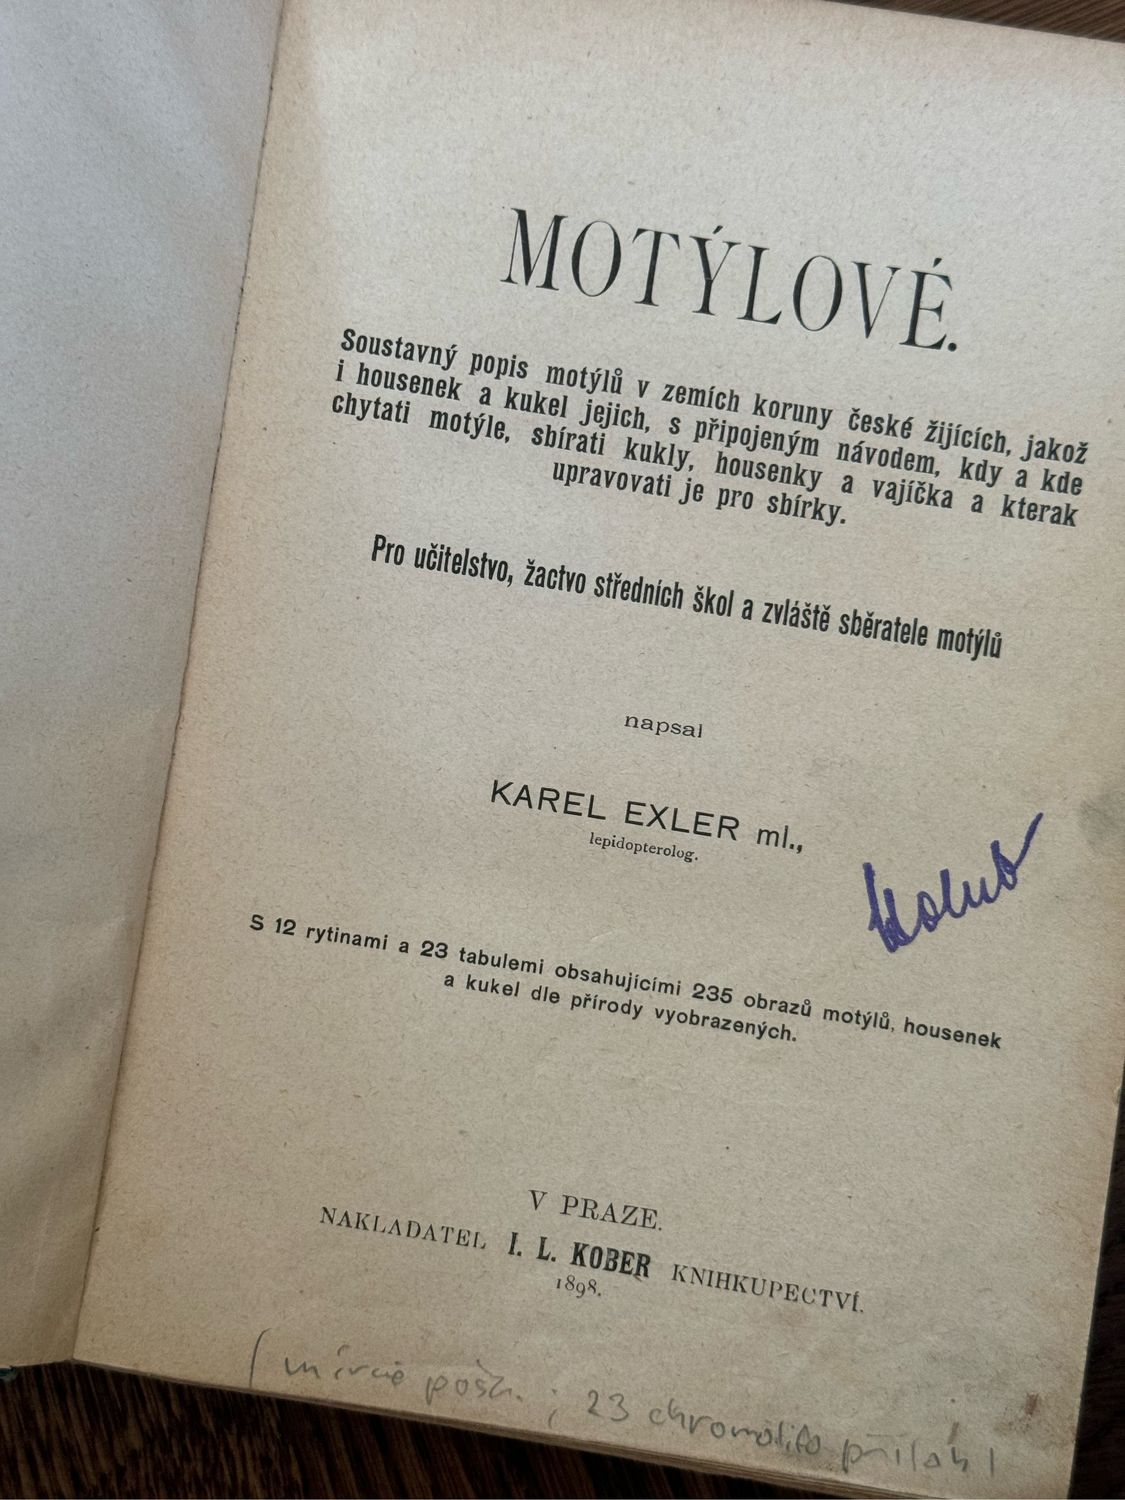 MOTÝLOVÉ.
Soustavný popis motýlů v zemích koruny české žijících, jakož
i housenek a kukel jejich, s připojeným návodem, kdy a kde
chytati motýle, sbírati kukly, housenky a vajíčka a kterak
upravovati je pro sbírky.
Pro učitelstvo, žactvo středních škol a zvláště sběratele motýlů
napsal
KAREL EXLER ml.,
lepidopterolog.
Holub
S 12 rytinami a 23 tabulemi obsahujícími 235 obrazů motýlů, housenek
a kukel dle přírody vyobrazených.
V PRAZE.
NAKLADATEL I. L. KOBER KNIHKUPECTVÍ.
1898.
( mírně pošk. ; 23 chromolito příloh )